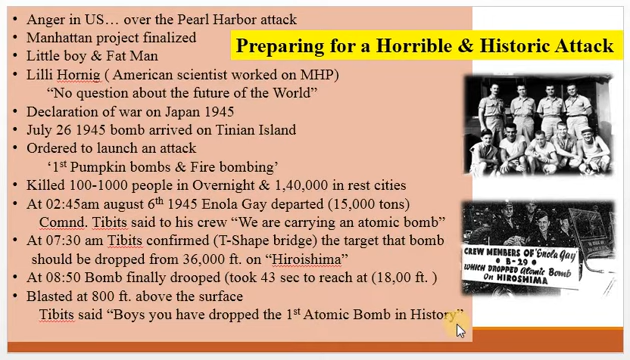 Preparing for a Horrible & Historic Attack
• Anger in US… over the Pearl Harbor attack
• Manhattan project finalized
• Little boy & Fat Man
• Lilli Hornig ( American scientist worked on MHP)
“No question about the future of the World”
• Declaration of war on Japan 1945
• July 26 1945 bomb arrived on Tinian Island
• Ordered to launch an attack
‘1st Pumpkin bombs & Fire bombing’
• Killed 100-1000 people in Overnight & 1,40,000 in rest cities
• At 02:45am august 6th 1945 Enola Gay departed (15,000 tons)
Comnd. Tibits said to his crew “We are carrying an atomic bomb”
• At 07:30 am Tibits confirmed (T-Shape bridge) the target that bomb
should be dropped from 36,000 ft. on “Hiroishima”
• At 08:50 Bomb finally drooped (took 43 sec to reach at (18,00 ft. )
• Blasted at 800 ft. above the surface
Tibits said “Boys you have dropped the 1st Atomic Bomb in History”
CREW MEMBERS OF "Enola Gay"
• B-29 •
WHICH DROPPED Atomic Bomb
ON HIROSHIMA